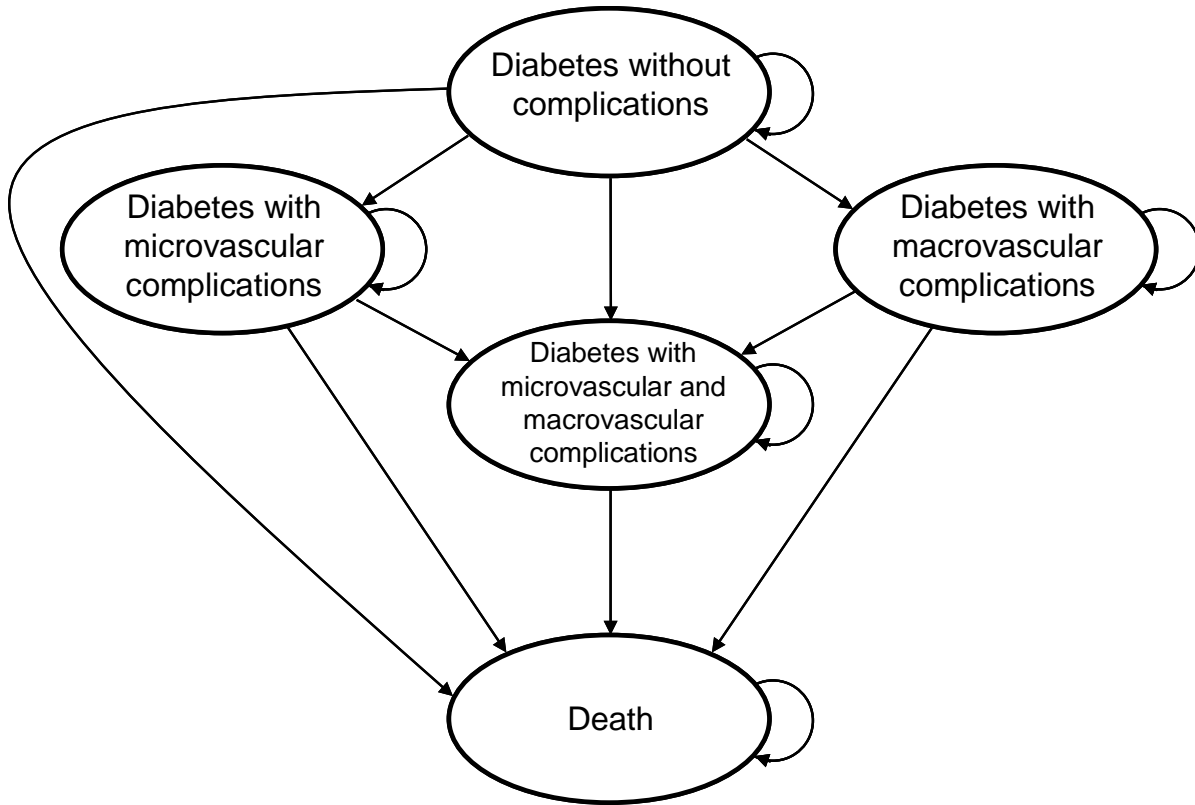 Diabetes without
complications
Diabetes with
microvascular
complications
Diabetes with
macrovascular
complications
Diabetes with
microvascular and
macrovascular
complications
Death